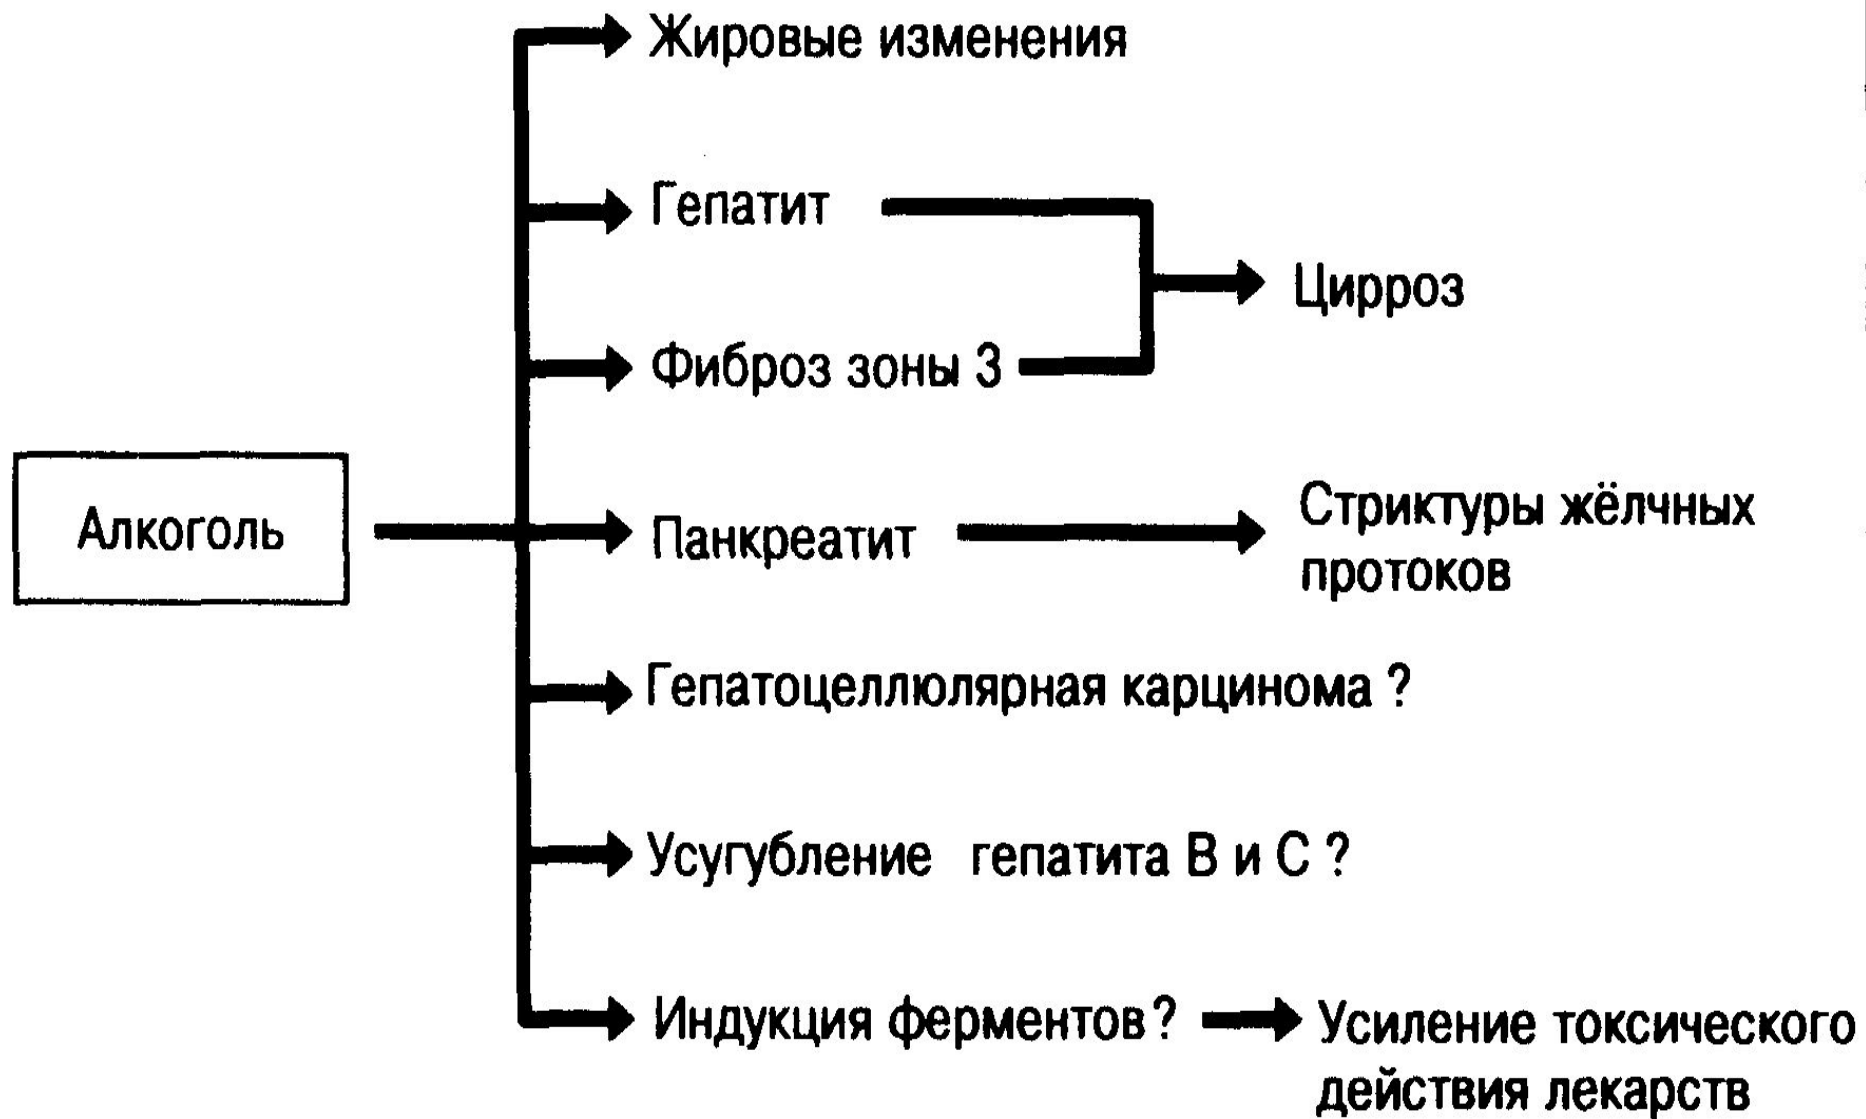 Жировые изменения
Гепатит
Цирроз
Фиброз зоны 3
Алкоголь
Панкреатит
Стриктуры жёлчных
протоков
Гепатоцеллюлярная карцинома ?
Усугубление гепатита В и С ?
Индукция ферментов ?
Усиление токсического
действия лекарств